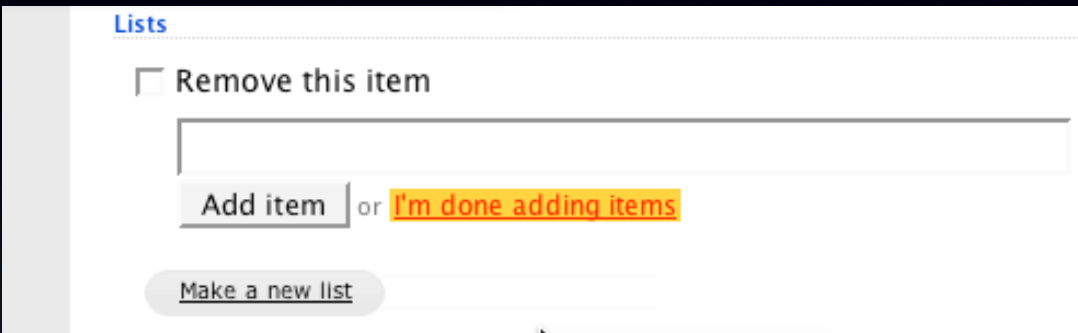 Lists
Remove this item
Add item or I'm done adding items
Make a new list